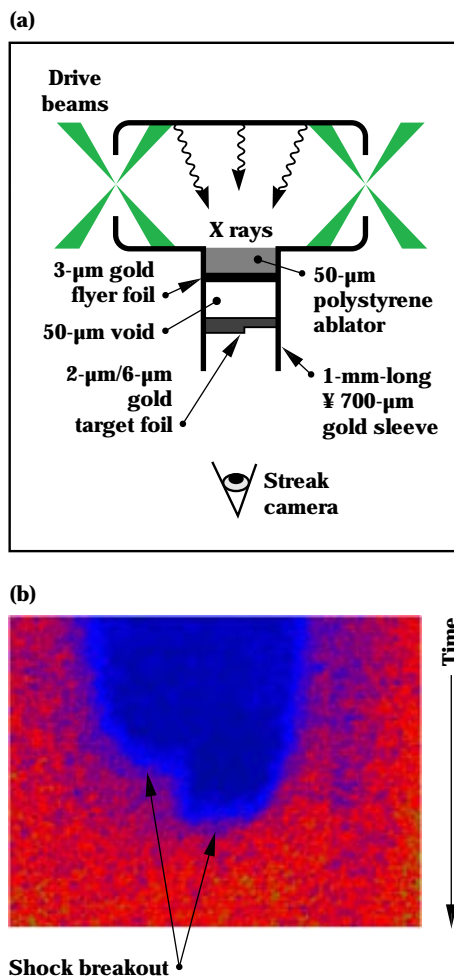 (a)
Drive
beams
X rays
3-µm gold
flyer foil
50-µm
polystyrene
ablator
50-µm void
2-µm/6-µm
gold
target foil
1-mm-long
¥ 700-µm
gold sleeve
Streak
camera
(b)
Time
Shock breakout